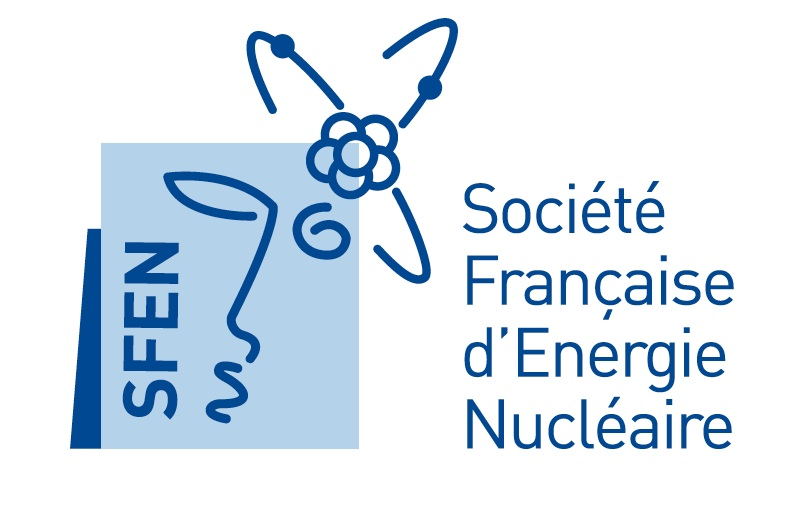 SFEN
Société
Française
d'Energie
Nucléaire